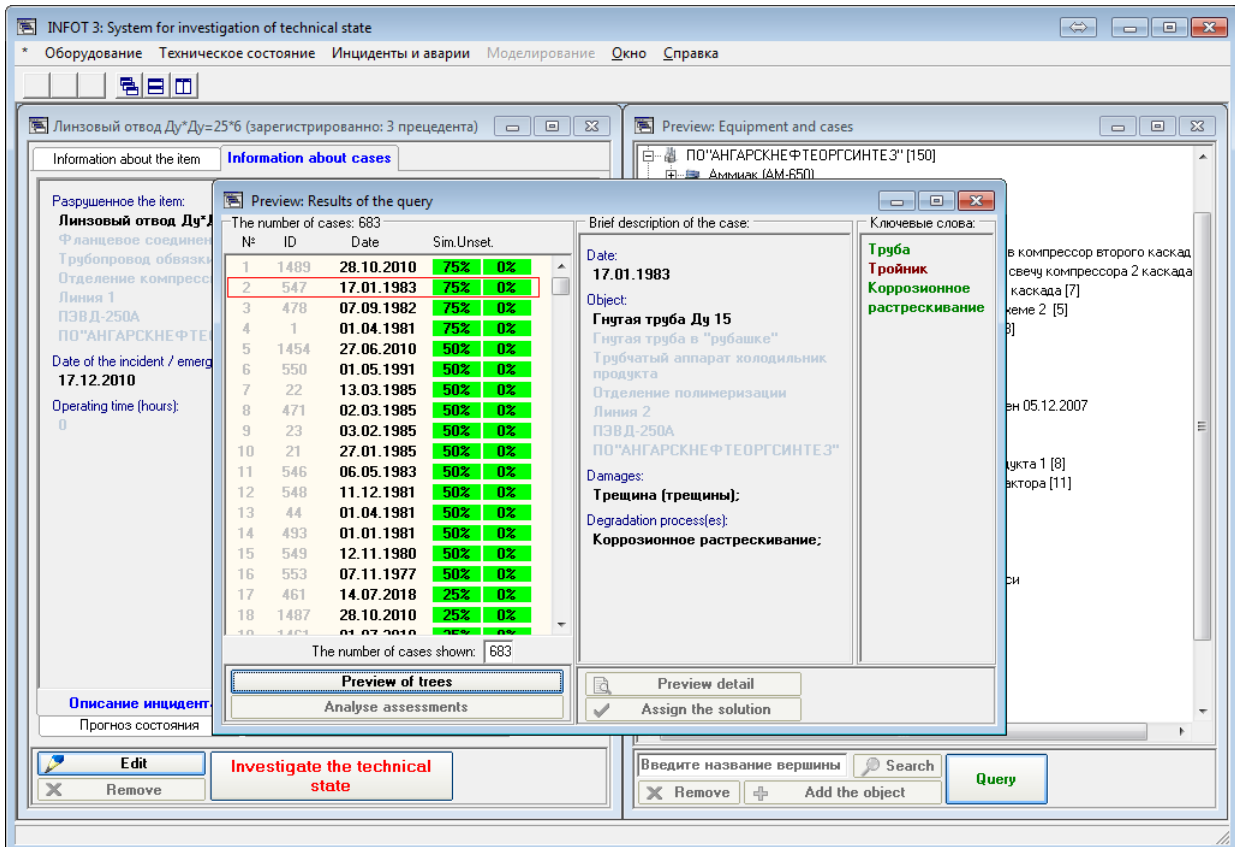 INFOT 3: System for investigation of technical state
* Оборудование Техническое состояние Инциденты и аварии Моделирование Окно Справка
Линзовый отвод Ду*Ду=25*6 (зарегистрированно: 3 прецедента)
Information about the item Information about cases
Разрушенное the item:
Линзовый отвод Ду*Д
Фланцевое соединен
Трубопровод обвязки
Отделение компресс
Линия 1
ПЭВД-250А
ПО"АНГАРСКНЕФТЕ
Date of the incident / emerg
17.12.2010
Operating time (hours):
0
Описание инцидент
Прогноз состояния
Edit
Remove
Investigate the technical
state
Preview: Results of the query
The number of cases: 683
№ ID Date Sim. Unset.
1 1489 28.10.2010 75% 0%
2 547 17.01.1983 75% 0%
3 478 07.09.1982 75% 0%
4 1 01.04.1981 75% 0%
5 1454 27.06.2010 50% 0%
6 550 01.05.1991 50% 0%
7 22 13.03.1985 50% 0%
8 471 02.03.1985 50% 0%
9 23 03.02.1985 50% 0%
10 21 27.01.1985 50% 0%
11 546 06.05.1983 50% 0%
12 548 11.12.1981 50% 0%
13 44 01.04.1981 50% 0%
14 493 01.01.1981 50% 0%
15 549 12.11.1980 50% 0%
16 553 07.11.1977 50% 0%
17 461 14.07.2018 25% 0%
18 1487 28.10.2010 25% 0%
The number of cases shown: 683
Preview of trees
Analyse assessments
Brief description of the case:
Date:
17.01.1983
Object:
Гнутая труба Ду 15
Гнутая труба в "рубашке"
Трубчатый аппарат холодильник
продукта
Отделение полимеризации
Линия 2
ПЭВД-250А
ПО"АНГАРСКНЕФТЕОРГСИНТЕЗ"
Damages:
Трещина (трещины);
Degradation process(es):
Коррозионное растрескивание;
Preview detail
Assign the solution
Ключевые слова:
Труба
Тройник
Коррозионное
растрескивание
Preview: Equipment and cases
ПО"АНГАРСКНЕФТЕОРГСИНТЕЗ" [150]
Аммиак (АМ-650)
в компрессор второго каскад
свечу компрессора 2 каскада
каскада [7]
хеме 2 [5]
3]
ен 05.12.2007
дукта 1 [8]
актора [11]
си
Введите название вершины Search
Remove Add the object
Query